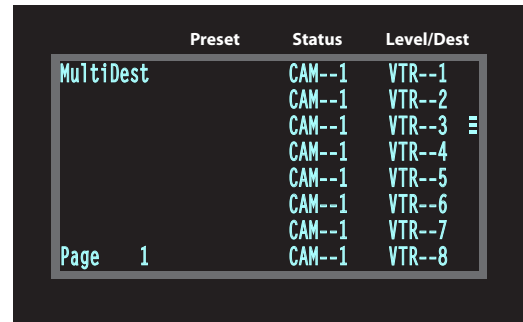 Preset Status Level/Dest
MultiDest CAM--1 VTR--1
CAM--1 VTR--2
CAM--1 VTR--3
CAM--1 VTR--4
CAM--1 VTR--5
CAM--1 VTR--6
CAM--1 VTR--7
Page 1 CAM--1 VTR--8